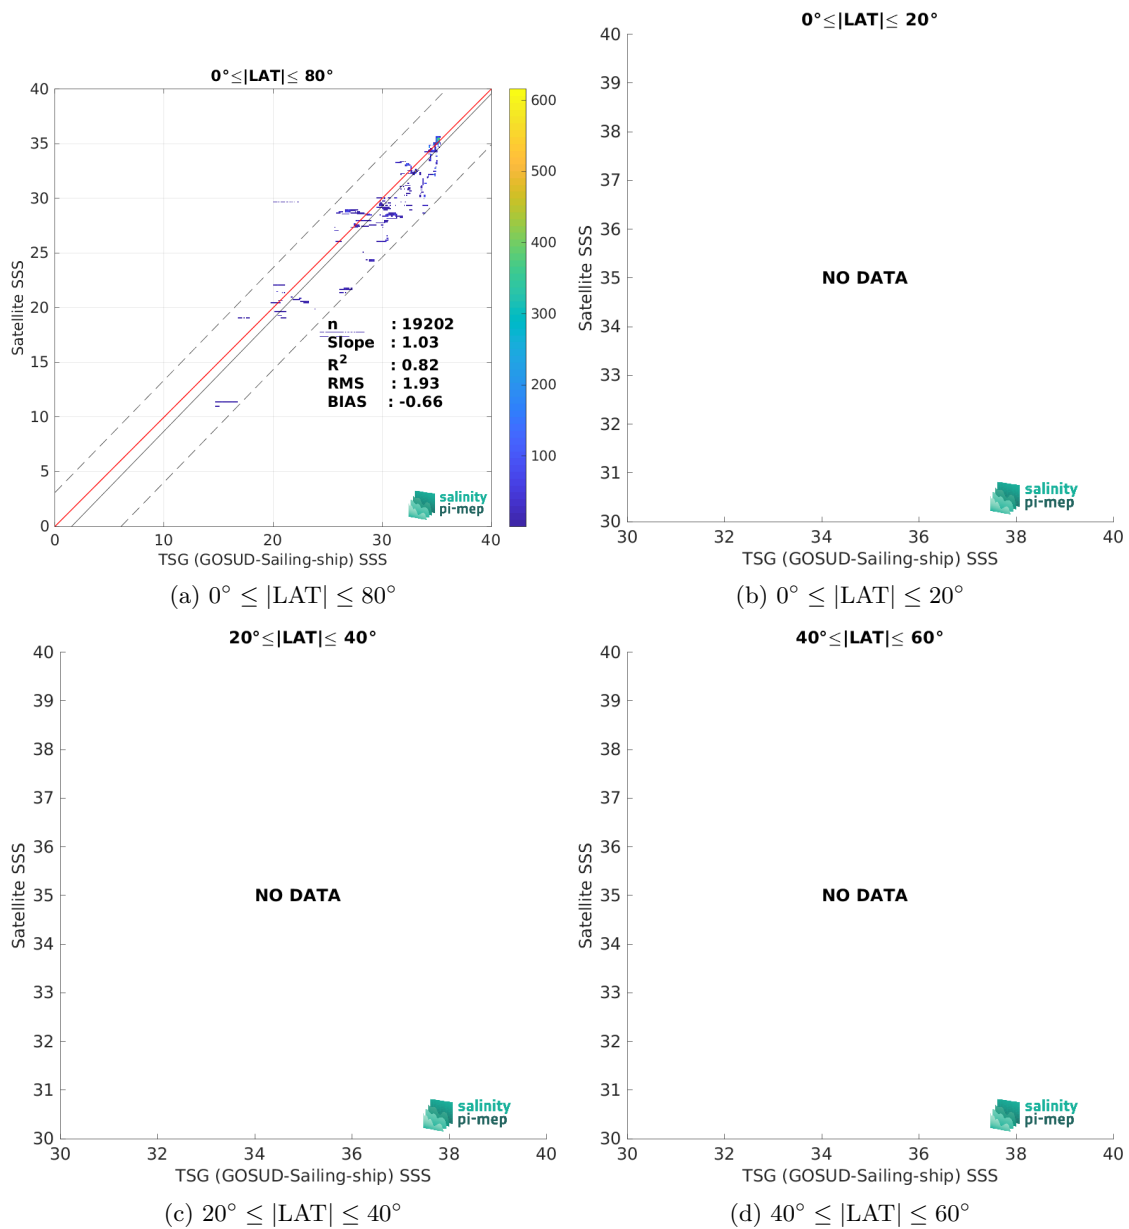 0°≤|LAT|≤ 80°
40
35
30
25
20
15
10
5
0
Satellite SSS
n : 19202
Slope : 1.03
R2 : 0.82
RMS : 1.93
BIAS : -0.66
salinity
pi-mep
0 10 20 30 40
TSG (GOSUD-Sailing-ship) SSS
600
500
400
300
200
100
(a) 0° ≤ |LAT| ≤ 80°
0°≤|LAT|≤ 20°
40
39
38
37
36
35
34
33
32
31
30
Satellite SSS
NO DATA
salinity
pi-mep
30 32 34 36 38 40
TSG (GOSUD-Sailing-ship) SSS
(b) 0° ≤ |LAT| ≤ 20°
20°≤|LAT|≤ 40°
40
39
38
37
36
35
34
33
32
31
30
Satellite SSS
NO DATA
salinity
pi-mep
30 32 34 36 38 40
TSG (GOSUD-Sailing-ship) SSS
(c) 20° ≤ |LAT| ≤ 40°
40°≤|LAT|≤ 60°
40
39
38
37
36
35
34
33
32
31
30
Satellite SSS
NO DATA
salinity
pi-mep
30 32 34 36 38 40
TSG (GOSUD-Sailing-ship) SSS
(d) 40° ≤ |LAT| ≤ 60°